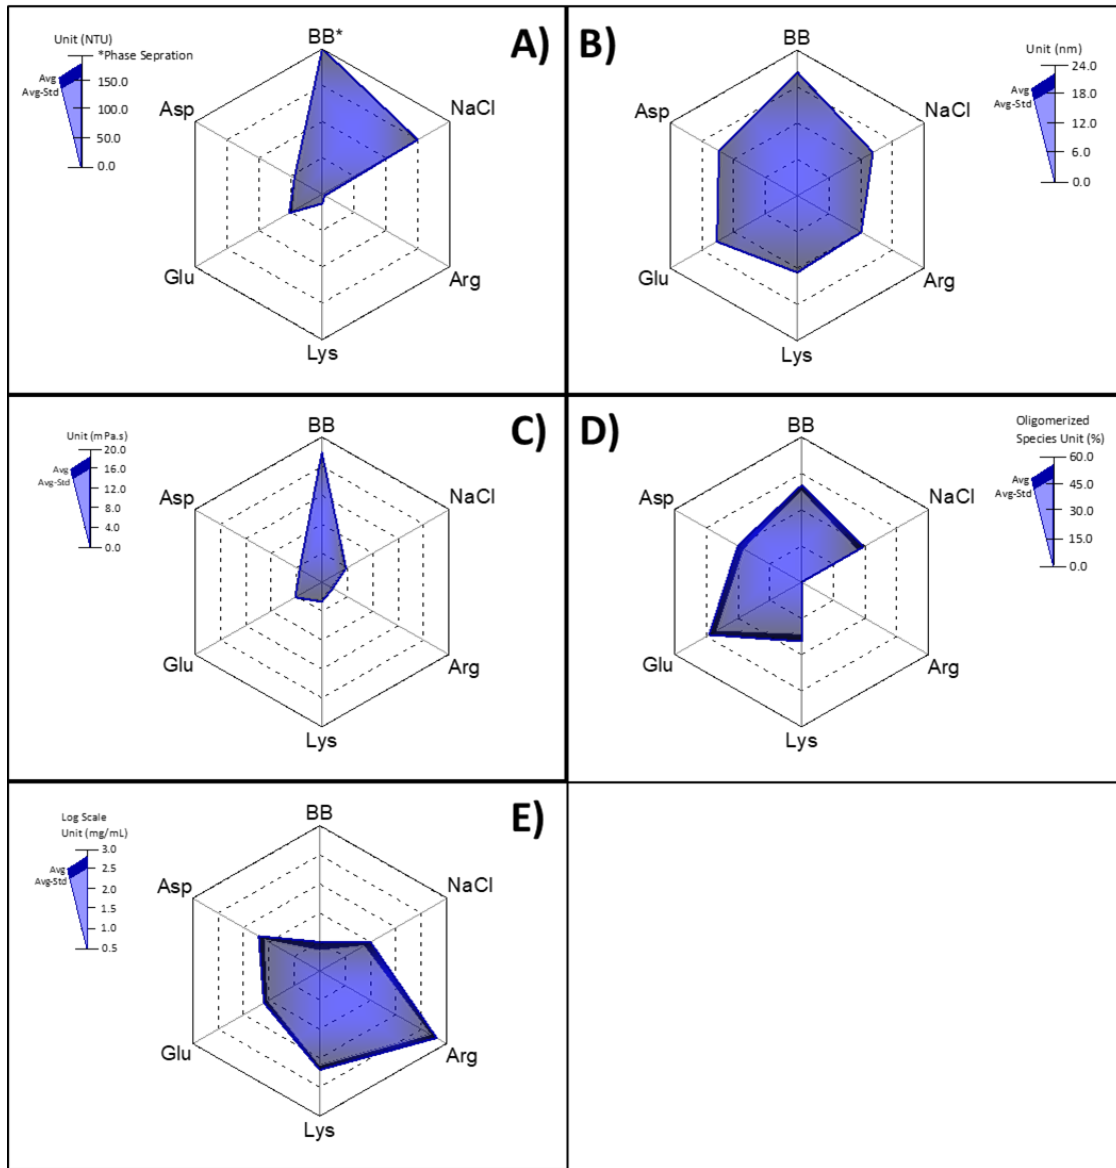 A)
Unit (NTU)
*Phase Sepration
Avg
Avg-Std
150.0
100.0
50.0
0.0
BB*
NaCl
Arg
Lys
Glu
Asp
B)
Unit (nm)
24.0
18.0
12.0
6.0
0.0
Avg
Avg-Std
BB
NaCl
Arg
Lys
Glu
Asp
C)
Unit (mPa.s)
20.0
16.0
12.0
8.0
4.0
0.0
Avg
Avg-Std
BB
NaCl
Arg
Lys
Glu
Asp
D)
Oligomerized
Species Unit (%)
60.0
45.0
30.0
15.0
0.0
Avg
Avg-Std
BB
NaCl
Arg
Lys
Glu
Asp
E)
Log Scale
Unit (mg/mL)
3.0
2.5
2.0
1.5
1.0
0.5
Avg
Avg-Std
BB
NaCl
Arg
Lys
Glu
Asp